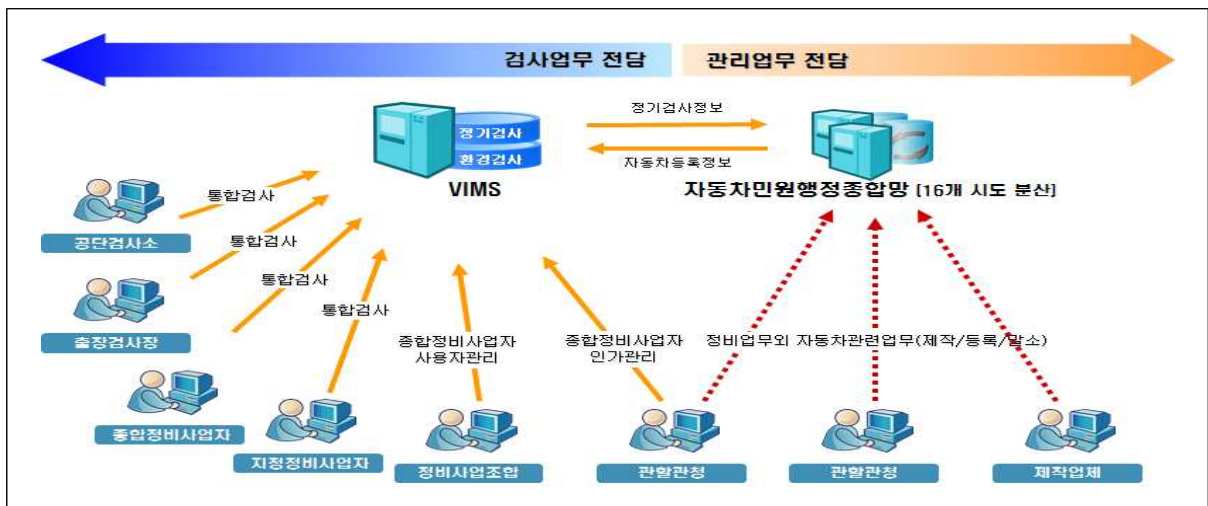 검사업무 전담
관리업무 전담
정기검사
환경검사
VIMS
정기검사정보
자동차등록정보
자동차민원행정종합망 [16개 시도 분산]
통합검사
공단검사소
통합검사
통합검사
출장검사장
통합검사
종합정비사업자
사용자관리
종합정비사업자
인가관리
정비업무외 자동차관련업무(제작/등록/말소)
종합정비사업자
지정정비사업자
정비사업조합
관할관청
관할관청
제작업체